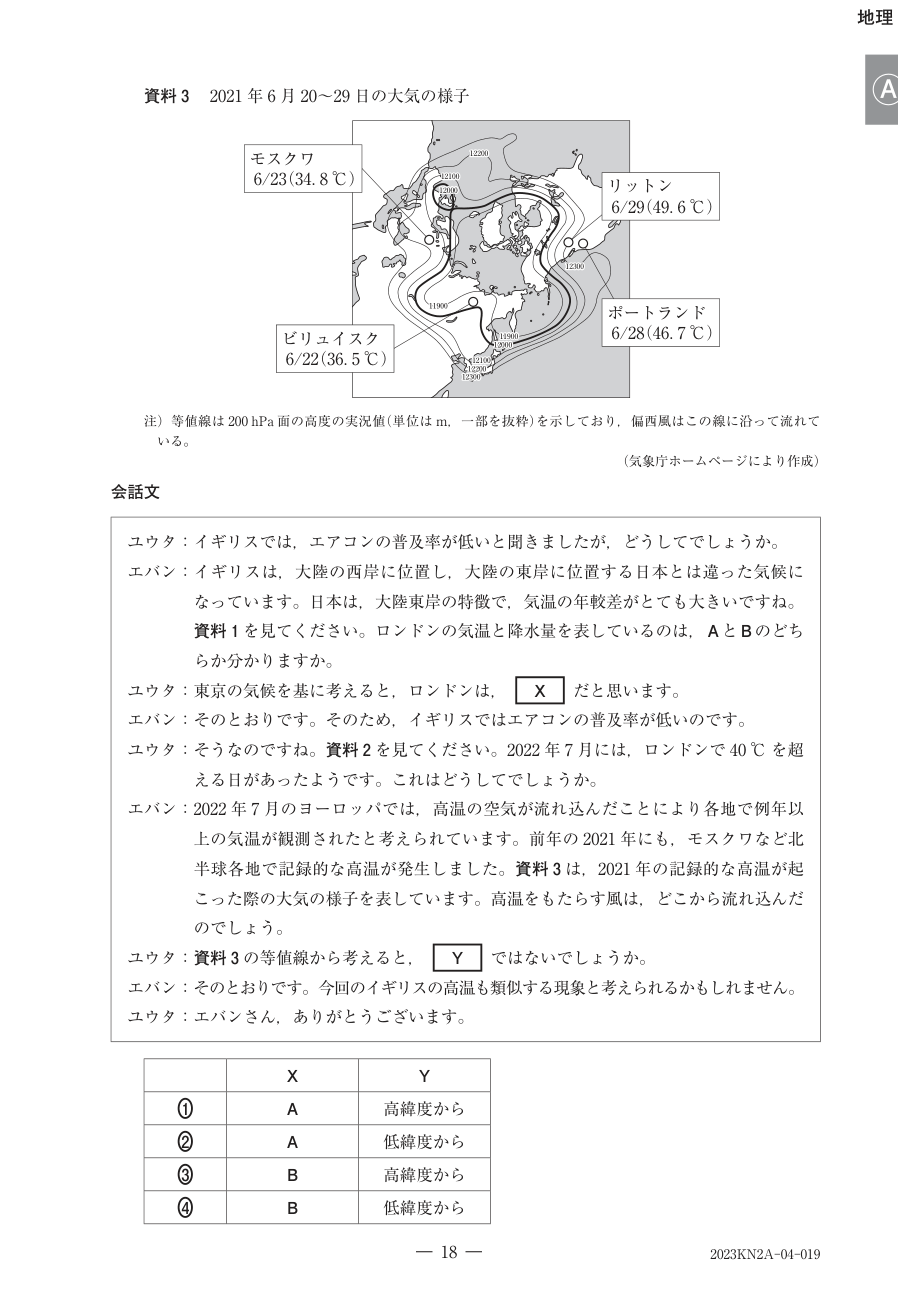 地理
A
資料3 2021年6月20~29日の大気の様子
モスクワ
6/23(34.8℃)
リットン
6/29(49.6℃)
ポートランド
6/28(46.7℃)
ビリュイスク
6/22(36.5℃)
12200
12100
12000
12300
11900
11900
12000
12100
12200
12300
注) 等値線は200hPa面の高度の実況値(単位はm,一部を抜粋)を示しており,偏西風はこの線に沿って流れて
いる。
(気象庁ホームページにより作成)
会話文
ユウタ:イギリスでは,エアコンの普及率が低いと聞きましたが,どうしてでしょうか。
エバン:イギリスは,大陸の西岸に位置し,大陸の東岸に位置する日本とは違った気候に
なっています。日本は,大陸東岸の特徴で,気温の年較差がとても大きいですね。
資料1を見てください。ロンドンの気温と降水量を表しているのは,AとBのどち
らか分かりますか。
ユウタ:東京の気候を基に考えると,ロンドンは, X だと思います。
エバン:そのとおりです。そのため,イギリスではエアコンの普及率が低いのです。
ユウタ:そうなのですね。資料2を見てください。2022年7月には,ロンドンで40℃を超
える日があったようです。これはどうしてでしょうか。
エバン:2022年7月のヨーロッパでは,高温の空気が流れ込んだことにより各地で例年以
上の気温が観測されたと考えられています。前年の2021年にも,モスクワなど北
半球各地で記録的な高温が発生しました。資料3は,2021年の記録的な高温が起
こった際の大気の様子を表しています。高温をもたらす風は,どこから流れ込んだ
のでしょう。
ユウタ:資料3の等値線から考えると, Y ではないでしょうか。
エバン:そのとおりです。今回のイギリスの高温も類似する現象と考えられるかもしれません。
ユウタ:エバンさん,ありがとうございます。
X Y
① A 高緯度から
② A 低緯度から
③ B 高緯度から
④ B 低緯度から
― 18 ―
2023KN2A-04-019